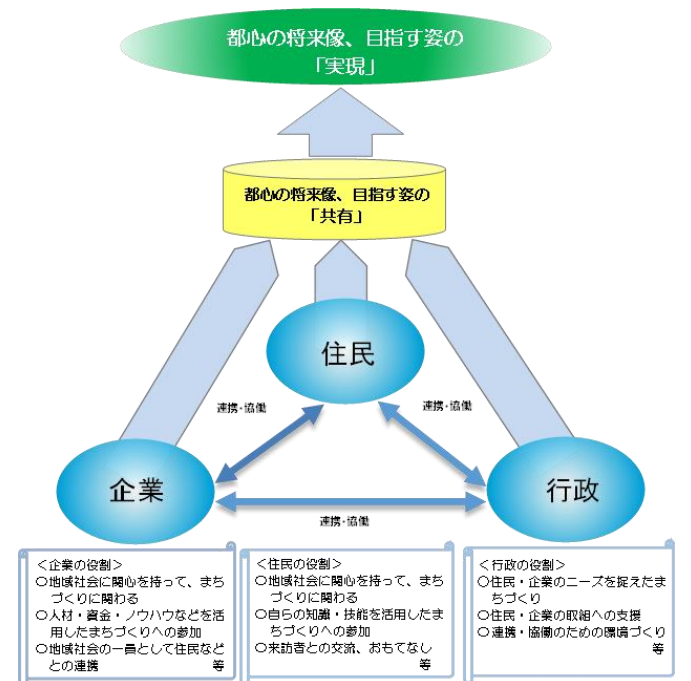 都心の将来像、目指す姿の
「実現」
都心の将来像、目指す姿の
「共有」
住民
連携・協働
連携・協働
企業
行政
連携・協働
＜企業の役割＞
○地域社会に関心を持って、まち
づくりに関わる
○人材・資金・ノウハウなどを活
用したまちづくりへの参加
○地域社会の一員として住民など
との連携 等
＜住民の役割＞
○地域社会に関心を持って、まち
づくりに関わる
○自らの知識・技能を活用したま
ちづくりへの参加
○来訪者との交流、おもてなし
等
＜行政の役割＞
○住民・企業のニーズを捉えたま
ちづくり
○住民・企業の取組への支援
○連携・協働のための環境づくり
等